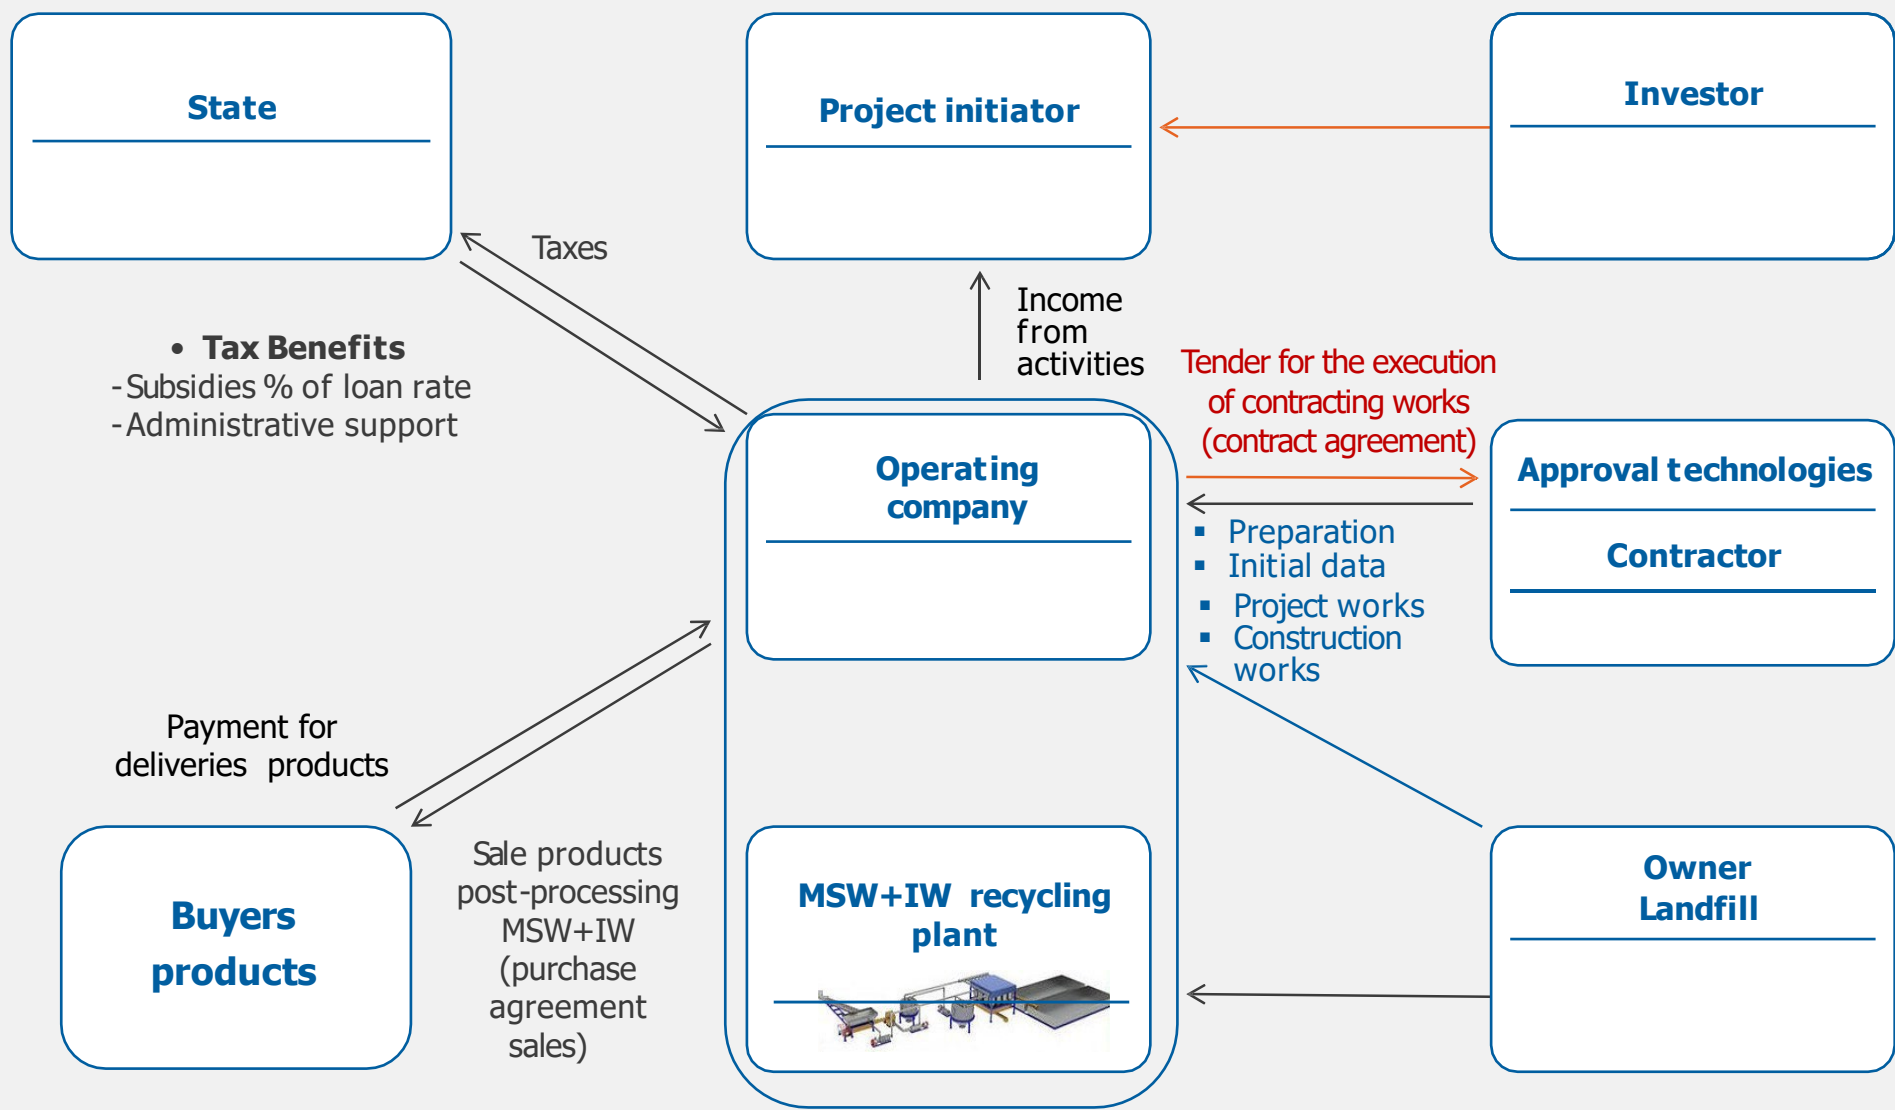 State
Project initiator
Investor
Taxes
• Tax Benefits
-Subsidies % of loan rate
-Administrative support
Income
from
activities
Tender for the execution
of contracting works
(contract agreement)
Operating
company
Approval technologies
Contractor
▪ Preparation
▪ Initial data
▪ Project works
▪ Construction
works
Payment for
deliveries products
Buyers
products
Sale products
post-processing
MSW+IW
(purchase
agreement
sales)
MSW+IW recycling
plant
Owner
Landfill